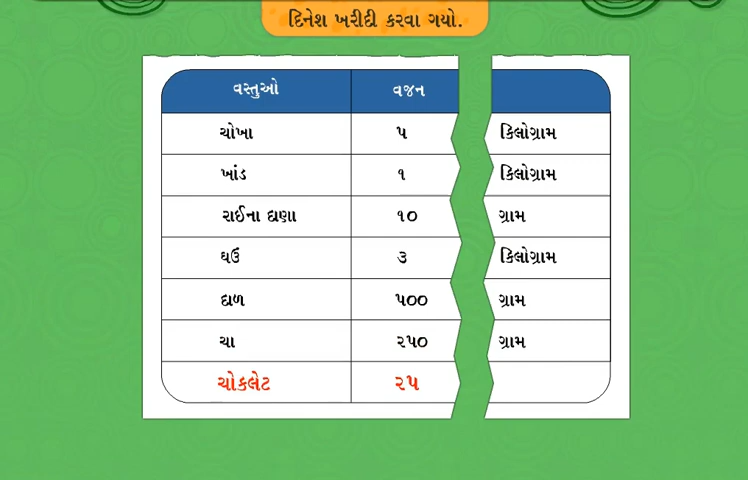 દિનેશ ખરીદી કરવા ગયો.
વસ્તુઓ વજન
ચોખા ૫ કિલોગ્રામ
ખાંડ ૧ કિલોગ્રામ
રાઈના દાણા ૧૦ ગ્રામ
ઘઉં ૩ કિલોગ્રામ
દાળ ૫૦૦ ગ્રામ
ચા ૨૫૦ ગ્રામ
ચોકલેટ ૨૫